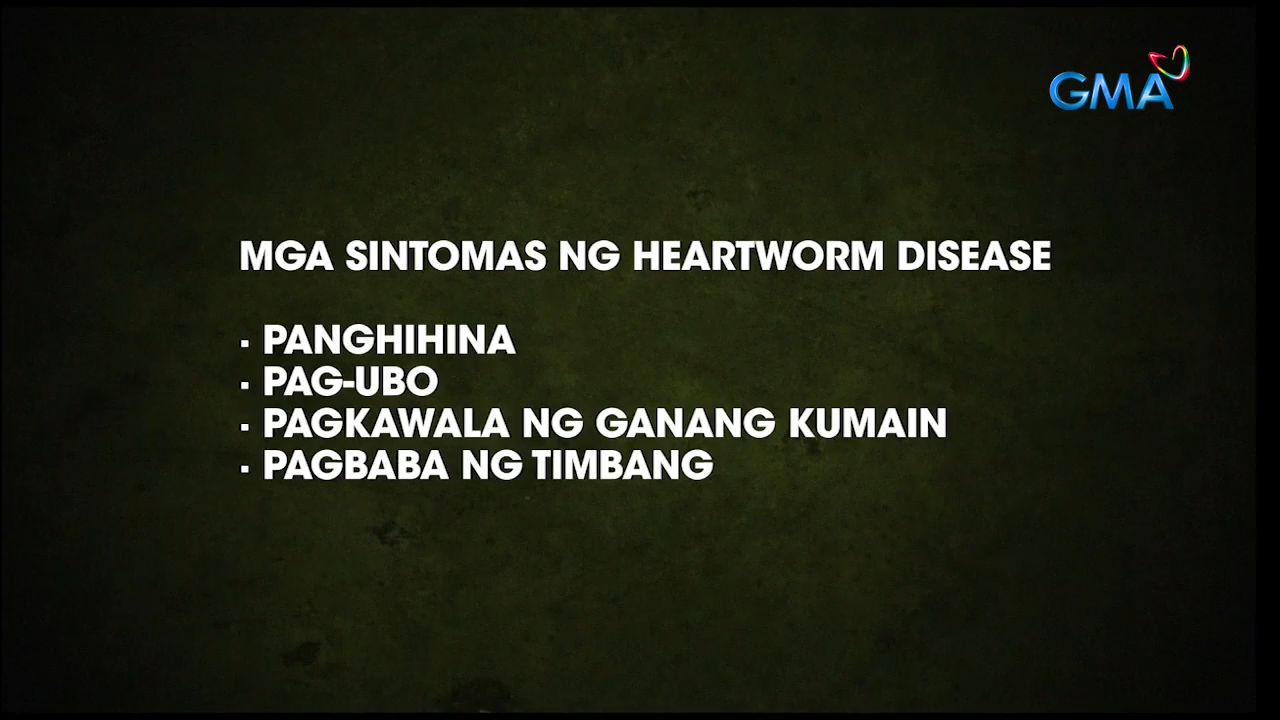 GMA
MGA SINTOMAS NG HEARTWORM DISEASE
· PANGHIHINA
· PAG-UBO
· PAGKAWALA NG GANANG KUMAIN
· PAGBABA NG TIMBANG